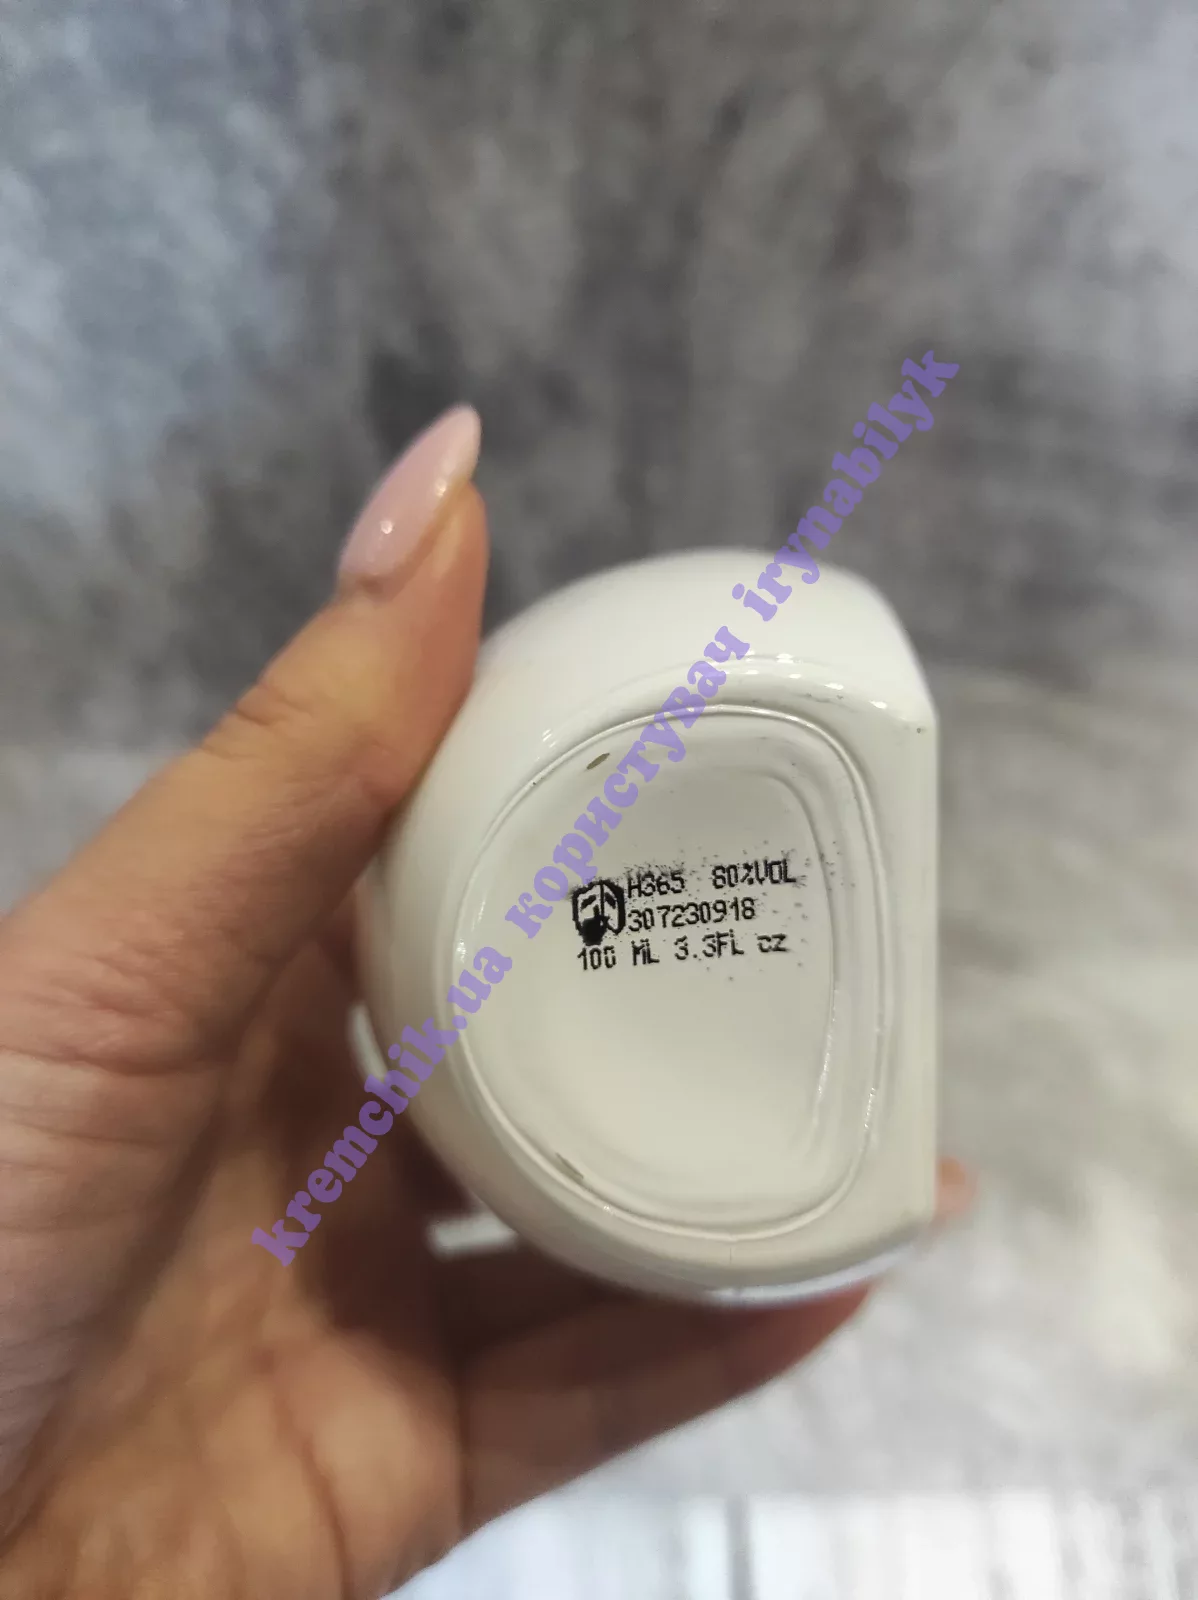 H365 80%VOL
307230918
100 ML 3.3FL oz
kremchik.ua користувач irynabilyk